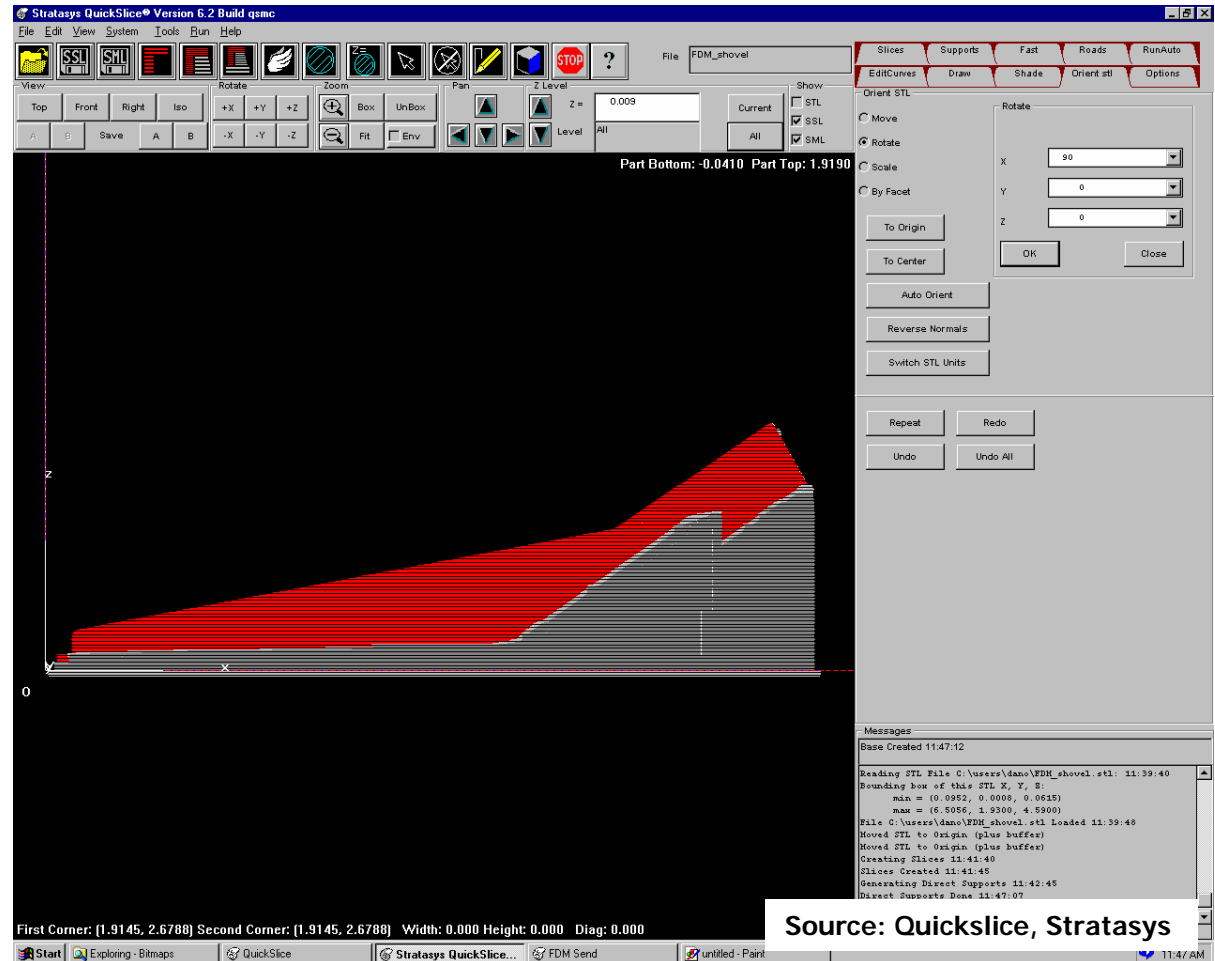 Stratasys QuickSlice® Version 6.2 Build qsmc
File Edit View System Tools Run Help
SSL SML Z= STOP ? File FDM_shovel
View Rotate Zoom Pan Z Level Show
Top Front Right Iso +X +Y +Z Box UnBox Z = 0.009 Current STL
SSL
A B Save A B -X -Y -Z Fit Env Level All All SML
Slices Supports Fast Roads RunAuto
EditCurves Draw Shade Orient stl Options
Orient STL
Move
Rotate
Scale
By Facet
Rotate
X 90
Y 0
Z 0
OK Close
To Origin
To Center
Auto Orient
Reverse Normals
Switch STL Units
Repeat Redo
Undo Undo All
Part Bottom: -0.0410 Part Top: 1.9190
Z
Y X
0
Messages
Base Created 11:47:12
Reading STL File C:\users\dano\FDM_shovel.stl: 11:39:40
Bounding box of this STL X, Y, Z:
min = (0.0952, 0.0008, 0.0615)
max = (6.5056, 1.9300, 4.5900)
File C:\users\dano\FDM_shovel.stl Loaded 11:39:48
Moved STL to Origin (plus buffer)
Moved STL to Origin (plus buffer)
Creating Slices 11:41:40
Slices Created 11:41:45
Generating Direct Supports 11:42:45
Direct Supports Done 11:47:07
First Corner: (1.9145, 2.6788) Second Corner: (1.9145, 2.6788) Width: 0.000 Height: 0.000 Diag: 0.000
Source: Quickslice, Stratasys
Start Exploring - Bitmaps QuickSlice Stratasys QuickSlice... FDM Send untitled - Paint 11:47 AM